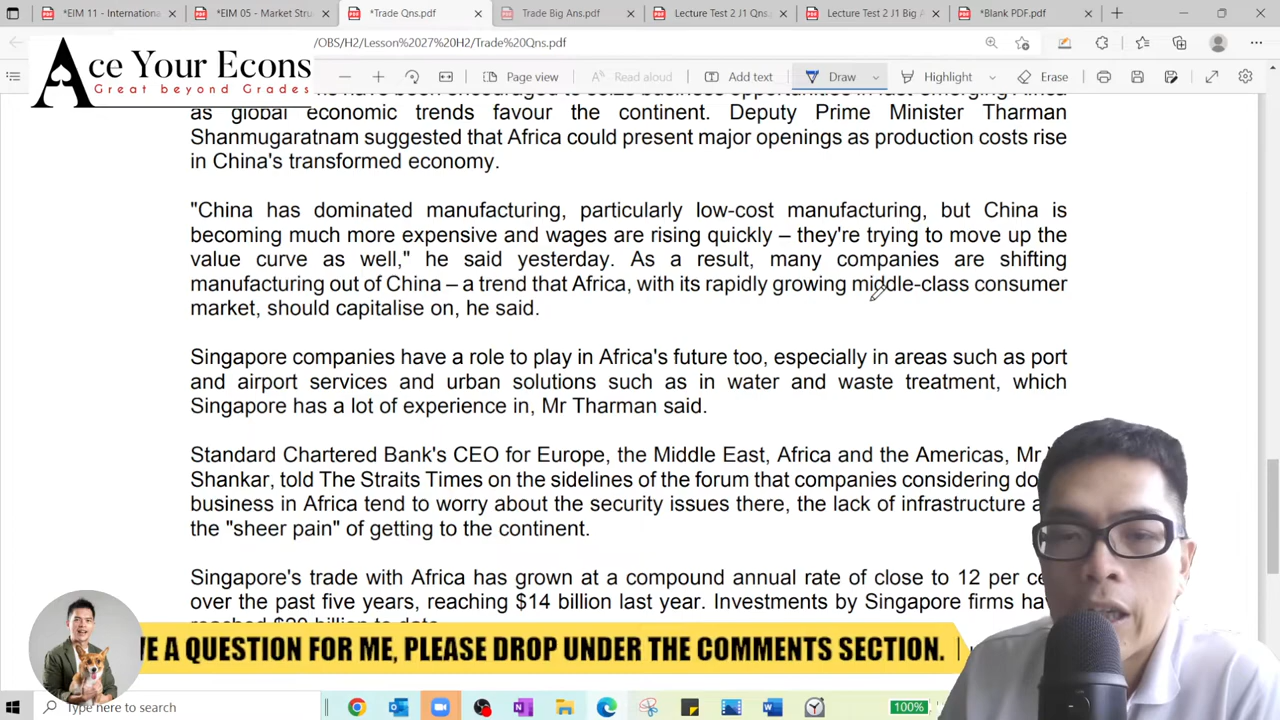 *EIM 11 - Internationa
*EIM 05 - Market Stru
*Trade Qns.pdf
Trade Big Ans.pdf
Lecture Test 2 J1 Qns.
Lecture Test 2 J1 Big A
*Blank PDF.pdf
/OBS/H2/Lesson%2027%20H2/Trade%20Qns.pdf
Ace Your Econs
Great beyond Grades
Page view
Read aloud
Add text
Draw
Highlight
Erase
as global economic trends favour the continent. Deputy Prime Minister Tharman
Shanmugaratnam suggested that Africa could present major openings as production costs rise
in China's transformed economy.
"China has dominated manufacturing, particularly low-cost manufacturing, but China is
becoming much more expensive and wages are rising quickly – they're trying to move up the
value curve as well," he said yesterday. As a result, many companies are shifting
manufacturing out of China – a trend that Africa, with its rapidly growing middle-class consumer
market, should capitalise on, he said.
Singapore companies have a role to play in Africa's future too, especially in areas such as port
and airport services and urban solutions such as in water and waste treatment, which
Singapore has a lot of experience in, Mr Tharman said.
Standard Chartered Bank's CEO for Europe, the Middle East, Africa and the Americas, Mr
Shankar, told The Straits Times on the sidelines of the forum that companies considering do
business in Africa tend to worry about the security issues there, the lack of infrastructure
the "sheer pain" of getting to the continent.
Singapore's trade with Africa has grown at a compound annual rate of close to 12 per ce
over the past five years, reaching $14 billion last year. Investments by Singapore firms ha
VE A QUESTION FOR ME, PLEASE DROP UNDER THE COMMENTS SECTION.
Type here to search
100%